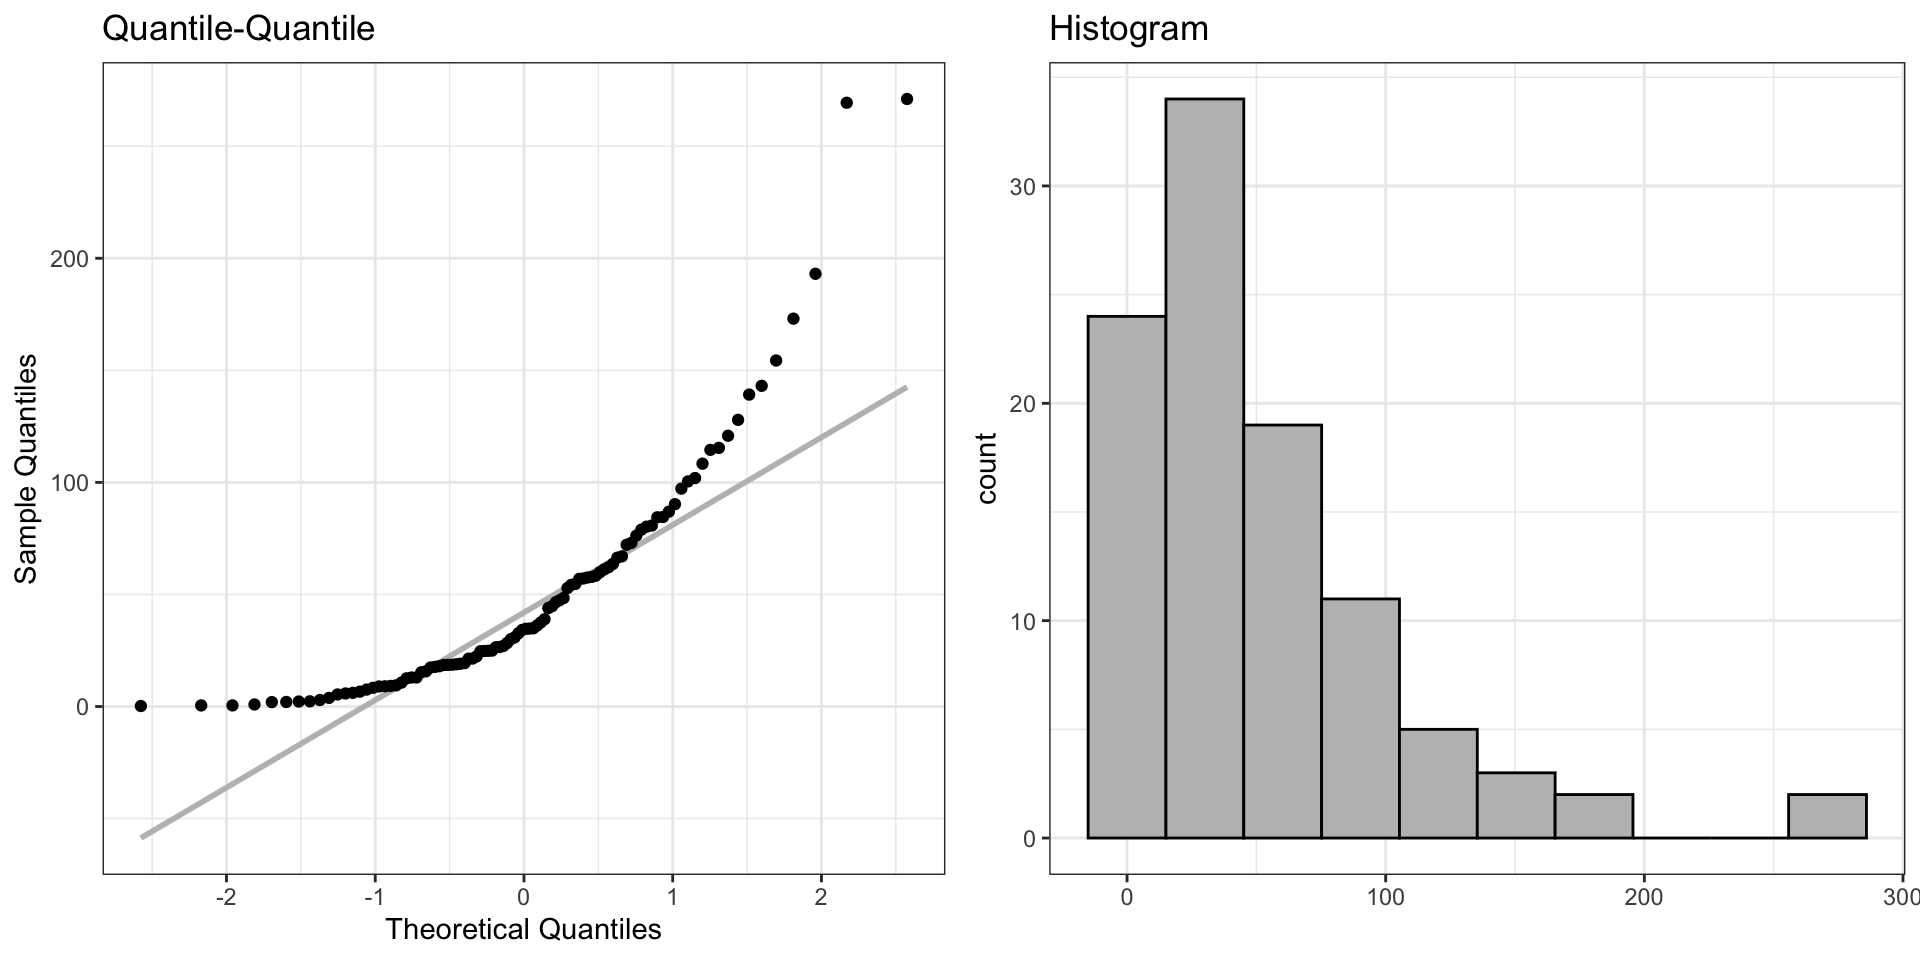 Quantile-Quantile
Sample Quantiles
200
100
0
-2 -1 0 1 2
Theoretical Quantiles
Histogram
count
30
20
10
0
0 100 200 300